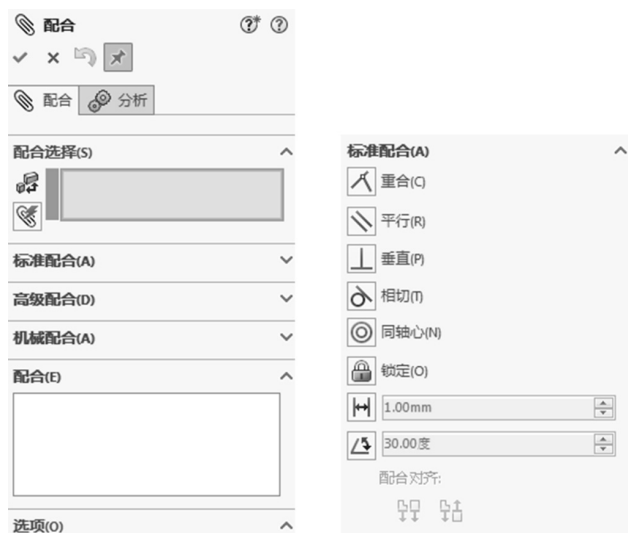 配合
配合 分析
配合选择(S)
标准配合(A)
高级配合(D)
机械配合(A)
配合(E)
选项(O)
标准配合(A)
重合(C)
平行(R)
垂直(P)
相切(T)
同轴心(N)
锁定(O)
1.00mm
30.00度
配合对齐: